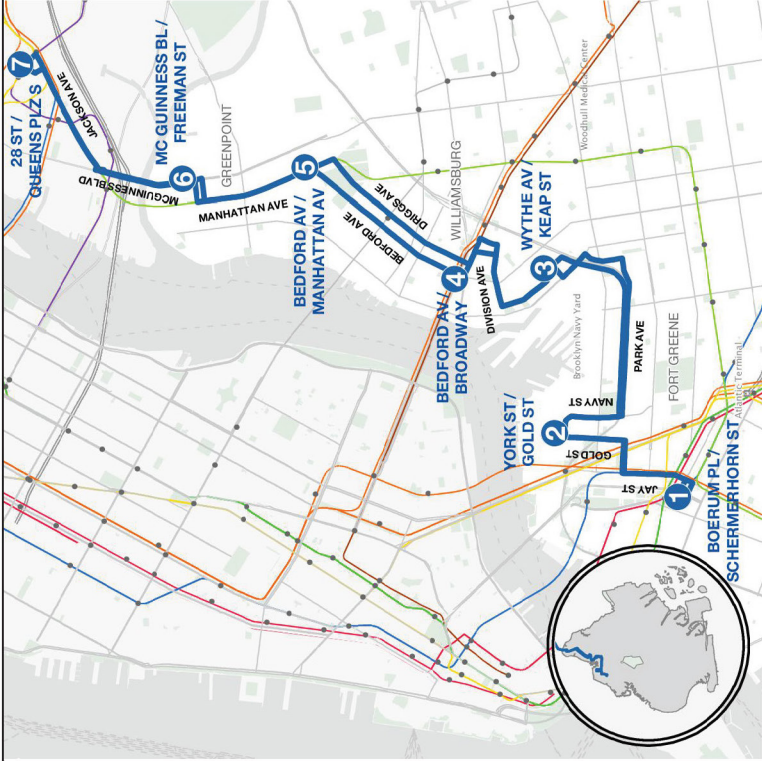 7
28 ST /
QUEENS PLZ S
JACKSON AVE
MC GUINNESS BL /
FREEMAN ST
6
MCGUINNESS BLVD
GREENPOINT
MANHATTAN AVE
5
BEDFORD AV /
MANHATTAN AV
DRIGGS AVE
BEDFORD AVE
WILLIAMSBURG
Woodhull Medical Center
4
BEDFORD AV /
BROADWAY
DIVISION AVE
WYTHE AV /
KEAP ST
3
Brooklyn Navy Yard
PARK AVE
FORT GREENE
NAVY ST
YORK ST /
GOLD ST
2
GOLD ST
JAY ST
1
BOERUM PL /
SCHERMERHORN ST
Atlantic Terminal